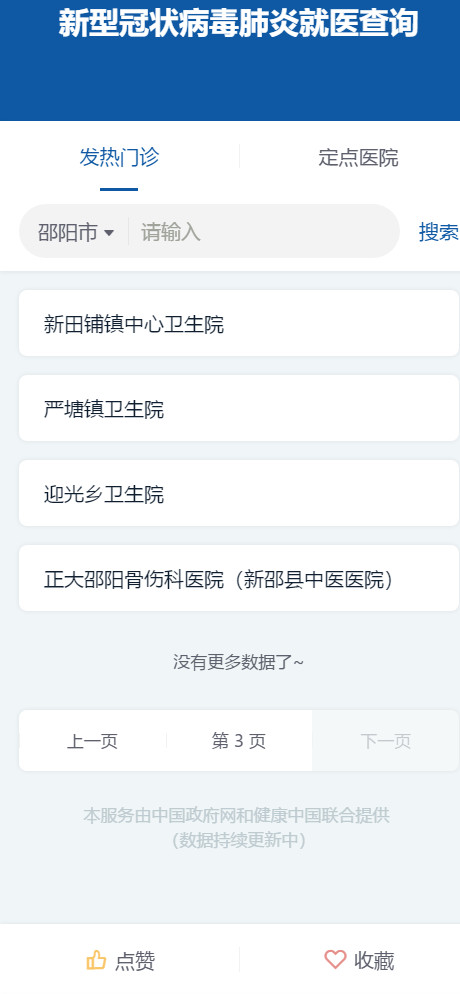 新型冠状病毒肺炎就医查询
发热门诊
定点医院
邵阳市
请输入
搜索
新田铺镇中心卫生院
严塘镇卫生院
迎光乡卫生院
正大邵阳骨伤科医院（新邵县中医医院）
没有更多数据了~
上一页
第 3 页
下一页
本服务由中国政府网和健康中国联合提供
（数据持续更新中）
点赞
收藏